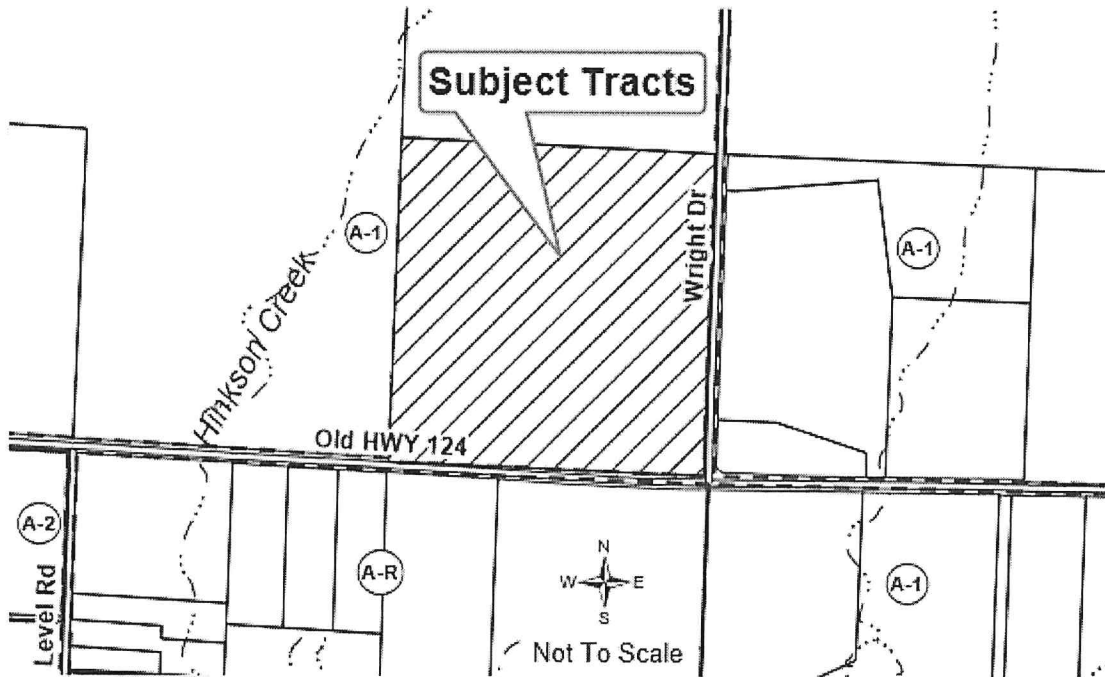 Subject Tracts
A-1
Wright Dr
A-1
Hinkson Creek
Old HWY 124
A-2
Level Rd
A-R
N
W E
S
A-1
Not To Scale